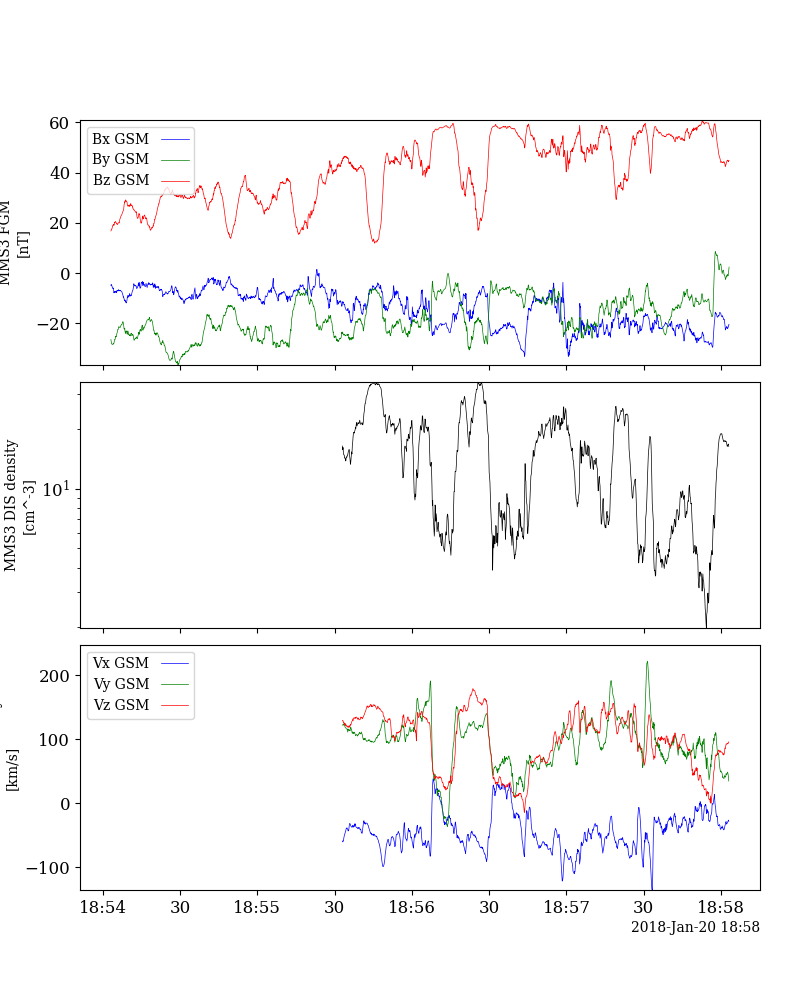 60
40
20
0
−20
MMS3 FGM
[nT]
Bx GSM
By GSM
Bz GSM
10^1
MMS3 DIS density
[cm^-3]
200
100
0
−100
[km/s]
Vx GSM
Vy GSM
Vz GSM
18:54 30 18:55 30 18:56 30 18:57 30 18:58
2018-Jan-20 18:58